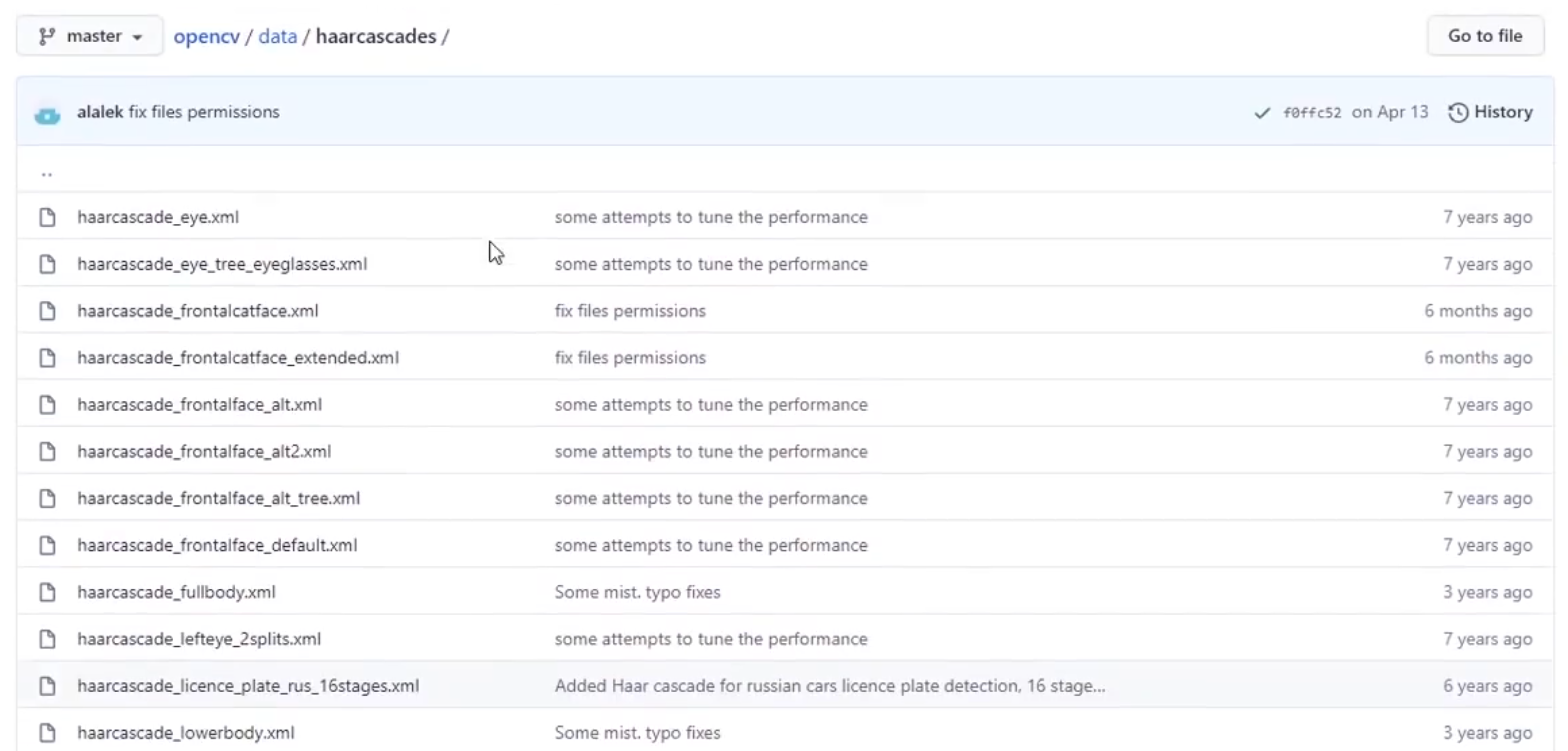 master opencv / data / haarcascades / Go to file
alalek fix files permissions f0ffc52 on Apr 13 History
..
haarcascade_eye.xml some attempts to tune the performance 7 years ago
haarcascade_eye_tree_eyeglasses.xml some attempts to tune the performance 7 years ago
haarcascade_frontalcatface.xml fix files permissions 6 months ago
haarcascade_frontalcatface_extended.xml fix files permissions 6 months ago
haarcascade_frontalface_alt.xml some attempts to tune the performance 7 years ago
haarcascade_frontalface_alt2.xml some attempts to tune the performance 7 years ago
haarcascade_frontalface_alt_tree.xml some attempts to tune the performance 7 years ago
haarcascade_frontalface_default.xml some attempts to tune the performance 7 years ago
haarcascade_fullbody.xml Some mist. typo fixes 3 years ago
haarcascade_lefteye_2splits.xml some attempts to tune the performance 7 years ago
haarcascade_licence_plate_rus_16stages.xml Added Haar cascade for russian cars licence plate detection, 16 stage... 6 years ago
haarcascade_lowerbody.xml Some mist. typo fixes 3 years ago